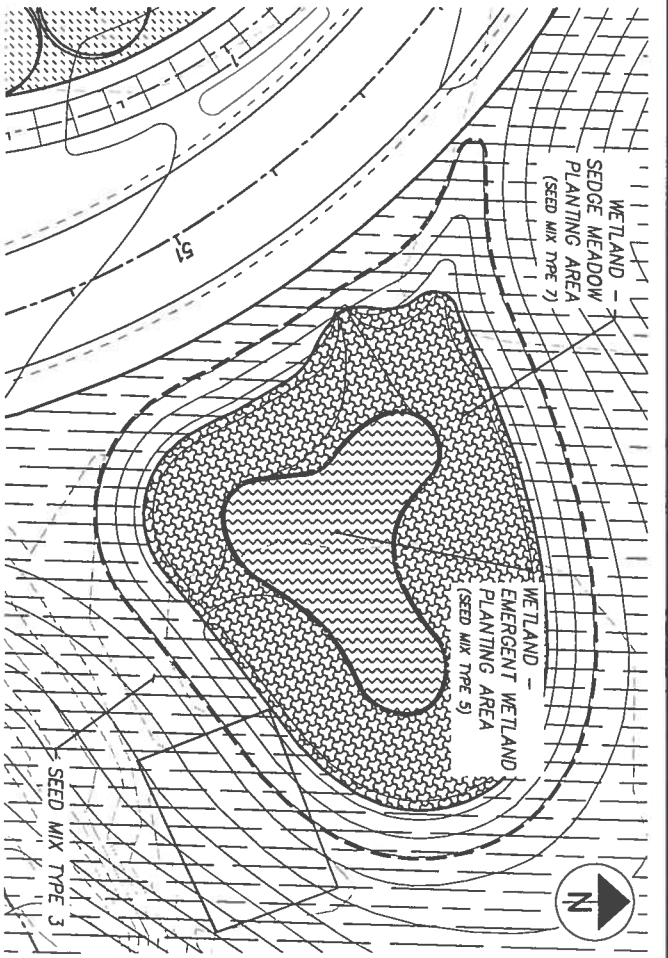 WETLAND –
SEDGE MEADOW
PLANTING AREA
(SEED MIX TYPE 7)
51
WETLAND –
EMERGENT WETLAND
PLANTING AREA
(SEED MIX TYPE 5)
SEED MIX TYPE 3
N